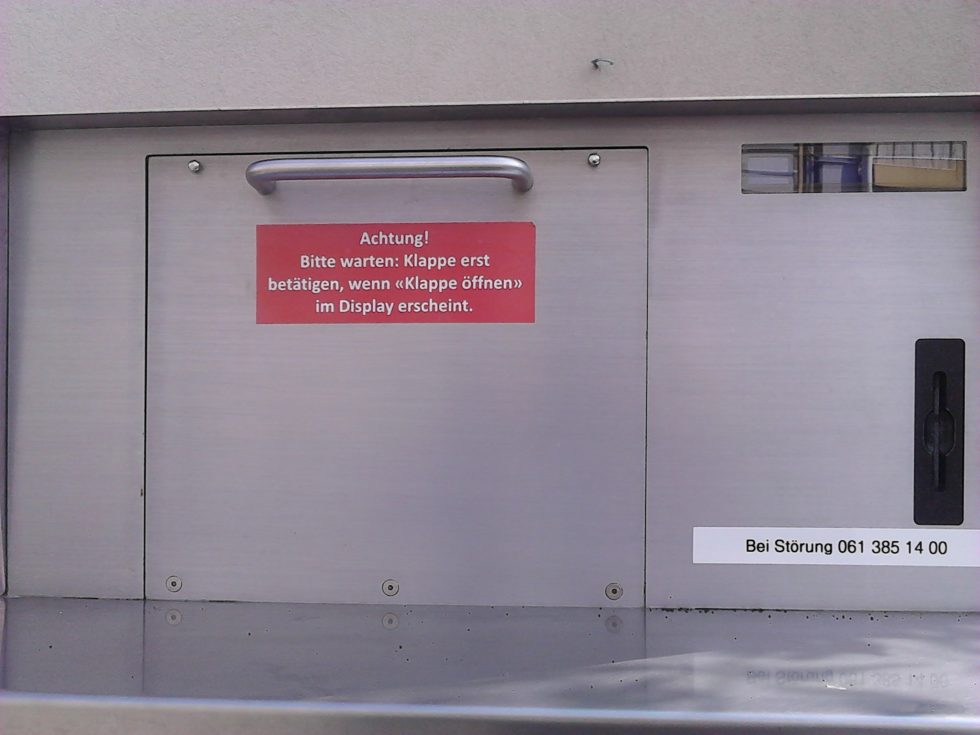 Achtung!
Bitte warten: Klappe erst
betätigen, wenn «Klappe öffnen»
im Display erscheint.
Bei Störung 061 385 14 00